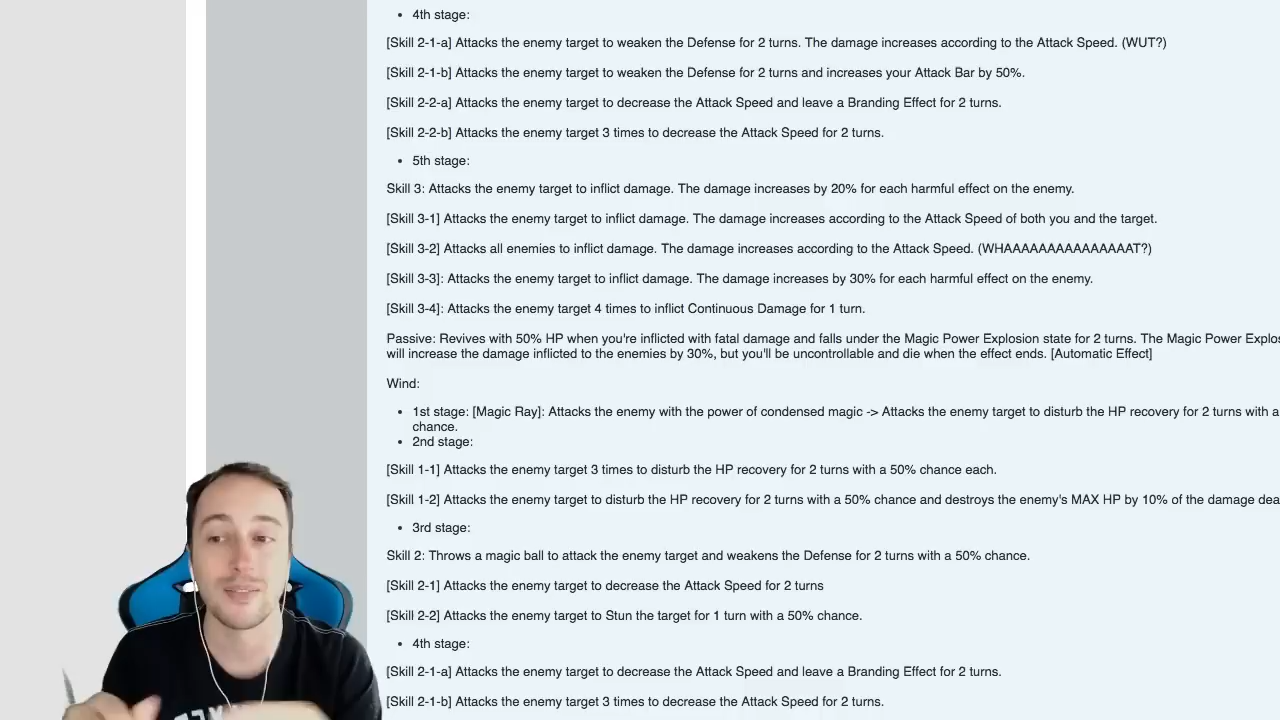 4th stage:
[Skill 2-1-a] Attacks the enemy target to weaken the Defense for 2 turns. The damage increases according to the Attack Speed. (WUT?)
[Skill 2-1-b] Attacks the enemy target to weaken the Defense for 2 turns and increases your Attack Bar by 50%.
[Skill 2-2-a] Attacks the enemy target to decrease the Attack Speed and leave a Branding Effect for 2 turns.
[Skill 2-2-b] Attacks the enemy target 3 times to decrease the Attack Speed for 2 turns.
5th stage:
Skill 3: Attacks the enemy target to inflict damage. The damage increases by 20% for each harmful effect on the enemy.
[Skill 3-1] Attacks the enemy target to inflict damage. The damage increases according to the Attack Speed of both you and the target.
[Skill 3-2] Attacks all enemies to inflict damage. The damage increases according to the Attack Speed. (WHAAAAAAAAAAAAAAAT?)
[Skill 3-3]: Attacks the enemy target to inflict damage. The damage increases by 30% for each harmful effect on the enemy.
[Skill 3-4]: Attacks the enemy target 4 times to inflict Continuous Damage for 1 turn.
Passive: Revives with 50% HP when you're inflicted with fatal damage and falls under the Magic Power Explosion state for 2 turns. The Magic Power Explos
will increase the damage inflicted to the enemies by 30%, but you'll be uncontrollable and die when the effect ends. [Automatic Effect]
Wind:
1st stage: [Magic Ray]: Attacks the enemy with the power of condensed magic -> Attacks the enemy target to disturb the HP recovery for 2 turns with a
chance.
2nd stage:
[Skill 1-1] Attacks the enemy target 3 times to disturb the HP recovery for 2 turns with a 50% chance each.
[Skill 1-2] Attacks the enemy target to disturb the HP recovery for 2 turns with a 50% chance and destroys the enemy's MAX HP by 10% of the damage dea
3rd stage:
Skill 2: Throws a magic ball to attack the enemy target and weakens the Defense for 2 turns with a 50% chance.
[Skill 2-1] Attacks the enemy target to decrease the Attack Speed for 2 turns
[Skill 2-2] Attacks the enemy target to Stun the target for 1 turn with a 50% chance.
4th stage:
[Skill 2-1-a] Attacks the enemy target to decrease the Attack Speed and leave a Branding Effect for 2 turns.
[Skill 2-1-b] Attacks the enemy target 3 times to decrease the Attack Speed for 2 turns.